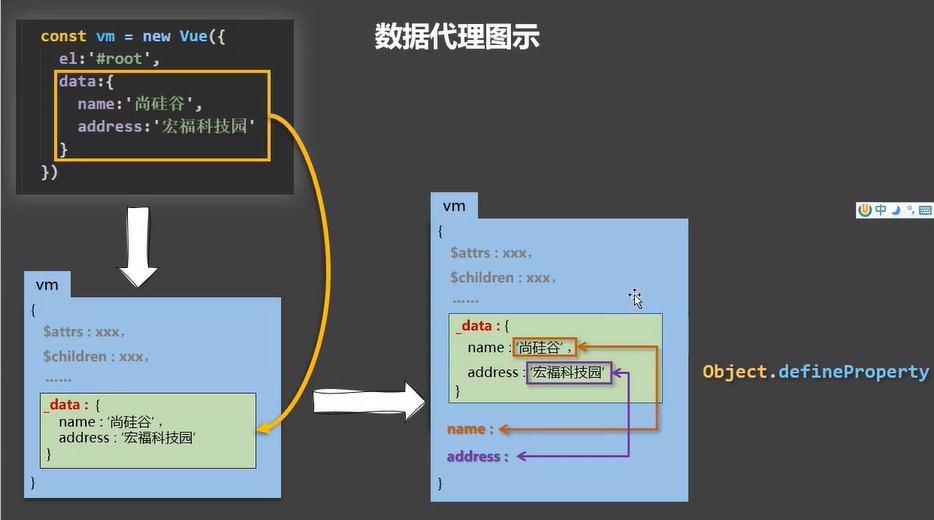 数据代理图示
const vm = new Vue({
el:'#root',
data:{
name:'尚硅谷',
address:'宏福科技园'
}
})
vm
{
$attrs : xxx,
$children : xxx,
……
_data : {
name : '尚硅谷' ,
address : '宏福科技园'
}
}
vm
{
$attrs : xxx,
$children : xxx,
……
_data : {
name : '尚硅谷' ,
address : '宏福科技园'
}
name :
address :
}
Object.defineProperty
中